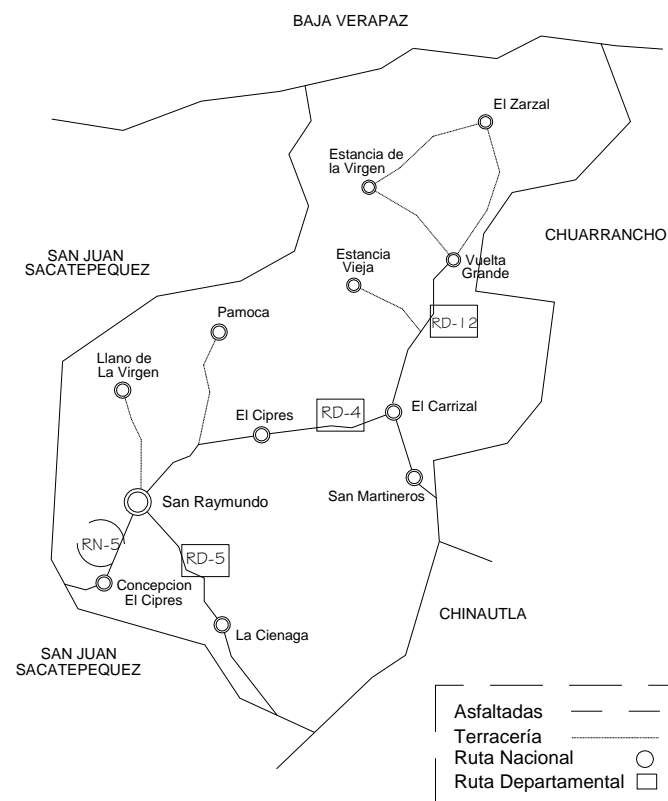 BAJA VERAPAZ
El Zarzal
Estancia de
la Virgen
CHUARRANCHO
SAN JUAN
SACATEPEQUEZ
Estancia
Vieja
Vuelta
Grande
Pamoca
RD-12
Llano de
La Virgen
El Cipres
RD-4
El Carrizal
San Raymundo
San Martineros
RN-5
RD-5
Concepcion
El Cipres
CHINAUTLA
La Cienaga
SAN JUAN
SACATEPEQUEZ
Asfaltadas
Terracería
Ruta Nacional
Ruta Departamental